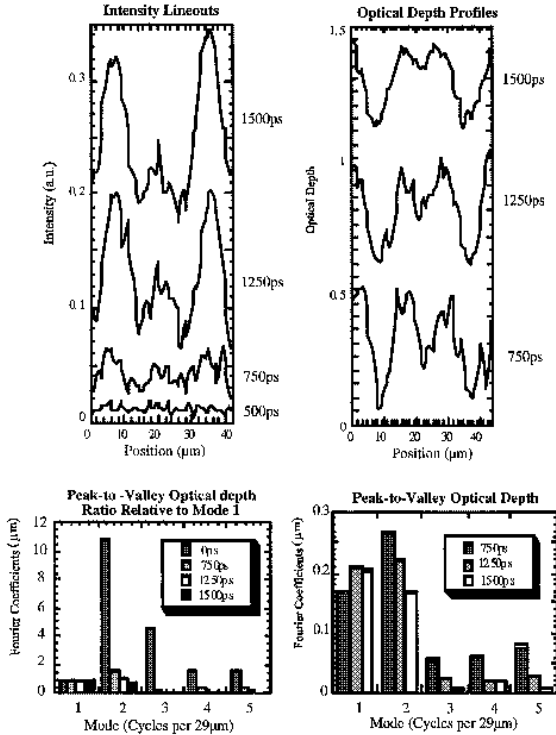 Intensity Lineouts
0.3
0.2
0.1
0
Intensity (a.u.)
1500ps
1250ps
750ps
500ps
0 10 20 30 40
Position (µm)
Optical Depth Profiles
1.5
1
0.5
0
Optical Depth
1500ps
1250ps
750ps
0 10 20 30 40
Position (µm)
Peak-to -Valley Optical depth
Ratio Relative to Mode 1
12
10
8
6
4
2
0
Fourier Coefficients (µm)
0ps
750ps
1250ps
1500ps
1 2 3 4 5
Mode (Cycles per 29µm)
Peak-to-Valley Optical Depth
0.3
0.2
0.1
0
Fourier Coefficients (µm)
750ps
1250ps
1500ps
1 2 3 4 5
Mode (Cycles per 29µm)